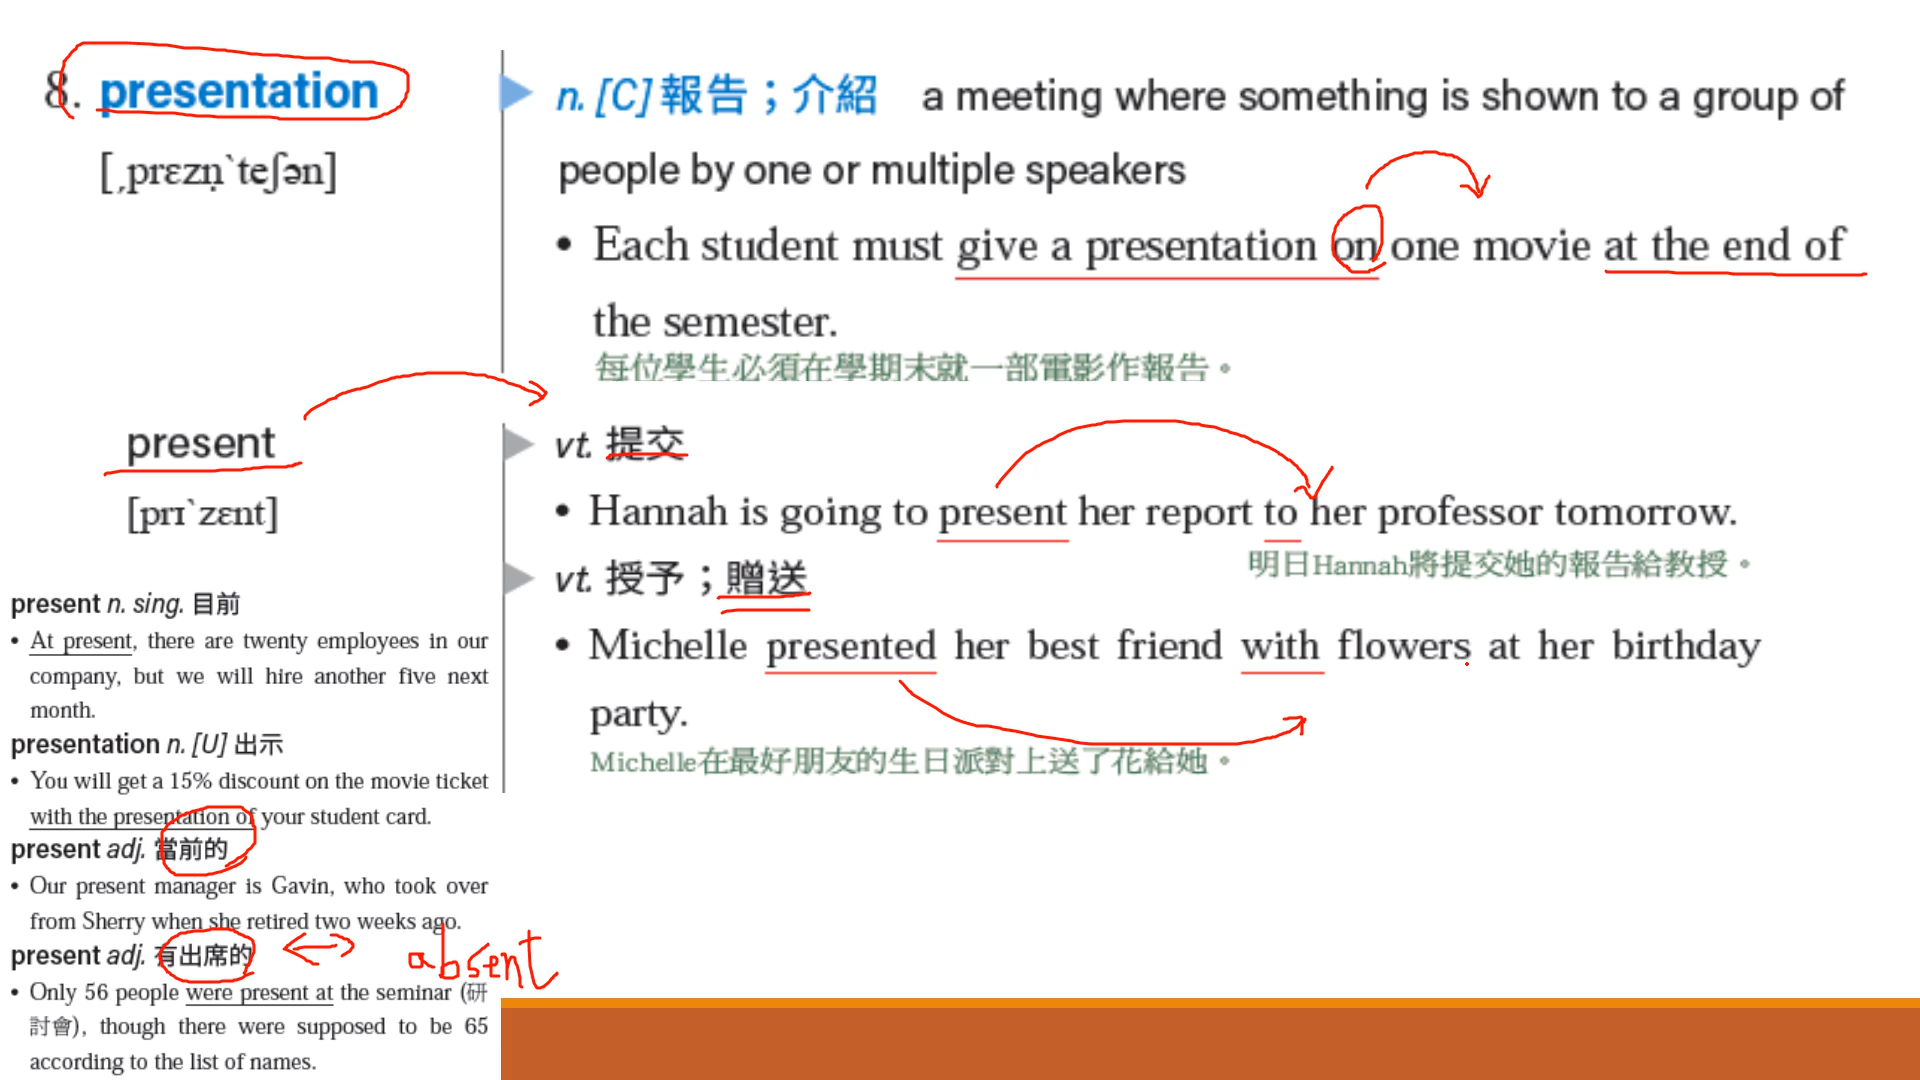 8. presentation
[ˌprɛzn̩ˋteʃən]
n. [C] 報告；介紹 a meeting where something is shown to a group of
people by one or multiple speakers
• Each student must give a presentation on one movie at the end of
the semester.
每位學生必須在學期末就一部電影作報告。
present
[prɪˋzɛnt]
vt. 提交
• Hannah is going to present her report to her professor tomorrow.
明日Hannah將提交她的報告給教授。
vt. 授予；贈送
• Michelle presented her best friend with flowers at her birthday
party.
Michelle在最好朋友的生日派對上送了花給她。
present n. sing. 目前
• At present, there are twenty employees in our
company, but we will hire another five next
month.
presentation n. [U] 出示
• You will get a 15% discount on the movie ticket
with the presentation of your student card.
present adj. 當前的
• Our present manager is Gavin, who took over
from Sherry when she retired two weeks ago.
present adj. 有出席的 absent
• Only 56 people were present at the seminar (研
討會), though there were supposed to be 65
according to the list of names.